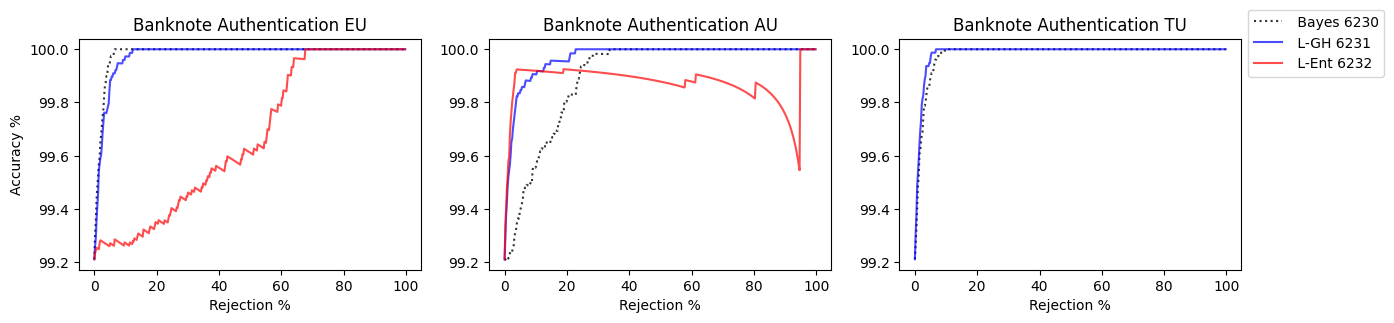 Banknote Authentication EU
Banknote Authentication AU
Banknote Authentication TU
Bayes 6230
L-GH 6231
L-Ent 6232
Accuracy %
100.0
99.8
99.6
99.4
99.2
0 20 40 60 80 100
Rejection %
100.0
99.8
99.6
99.4
99.2
0 20 40 60 80 100
Rejection %
100.0
99.8
99.6
99.4
99.2
0 20 40 60 80 100
Rejection %